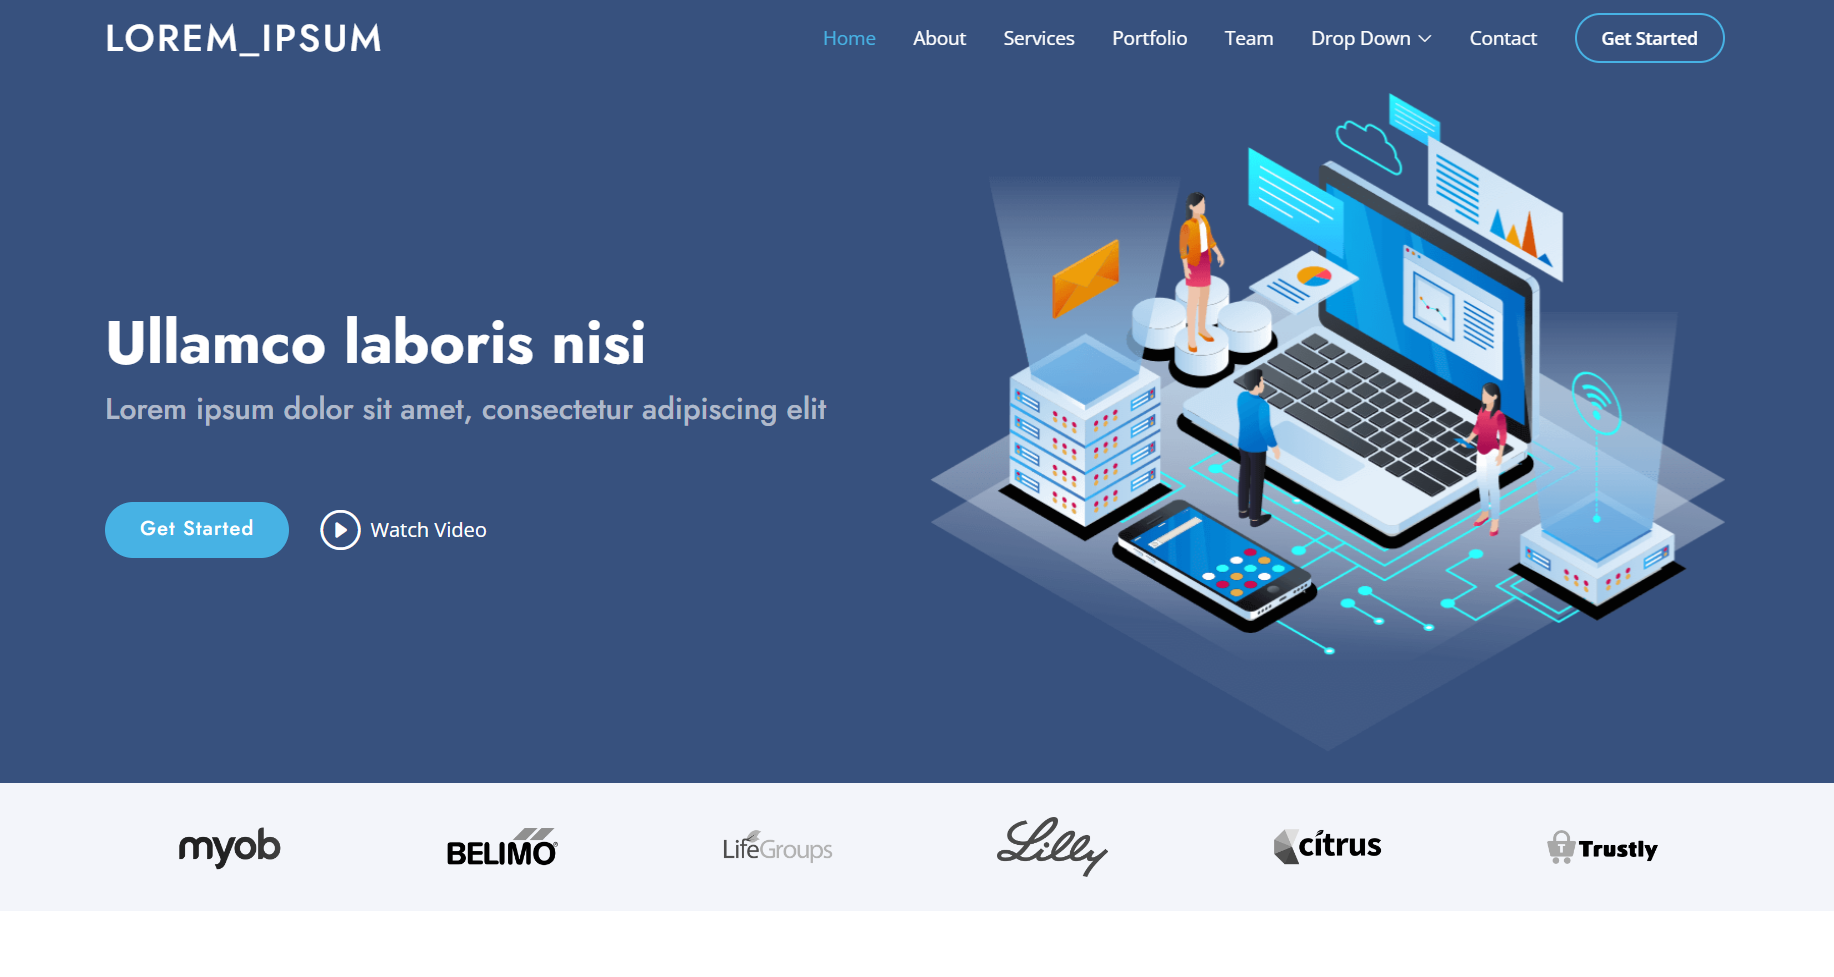 LOREM_IPSUM
Home About Services Portfolio Team Drop Down Contact Get Started
Ullamco laboris nisi
Lorem ipsum dolor sit amet, consectetur adipiscing elit
Get Started Watch Video
myob BELIMO® LifeGroups Lilly citrus T Trustly